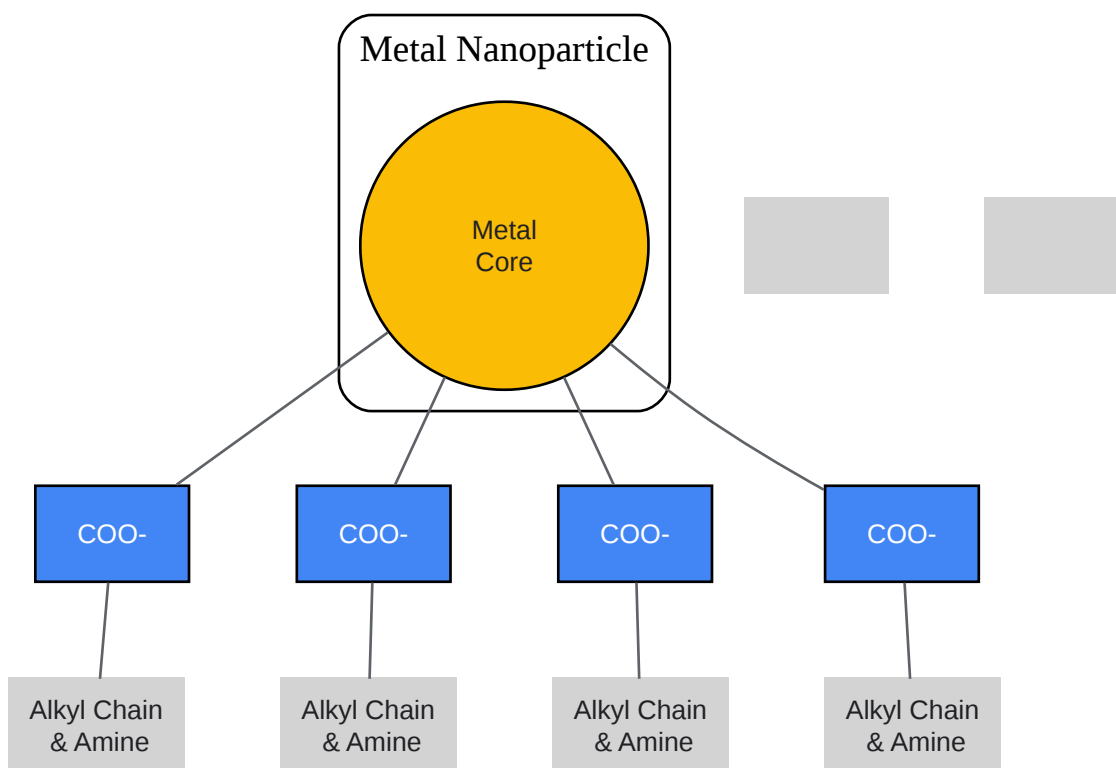 Metal Nanoparticle
Metal
Core
COO-
COO-
COO-
COO-
Alkyl Chain
& Amine
Alkyl Chain
& Amine
Alkyl Chain
& Amine
Alkyl Chain
& Amine